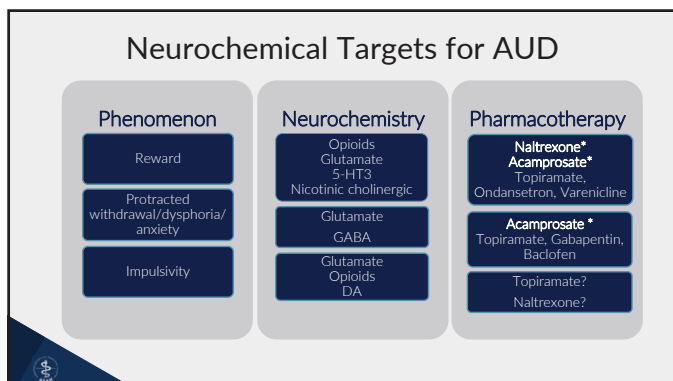 Neurochemical Targets for AUD
Phenomenon
Reward
Protracted
withdrawal/dysphoria/
anxiety
Impulsivity
Neurochemistry
Opioids
Glutamate
5-HT3
Nicotinic cholinergic
Glutamate
GABA
Glutamate
Opioids
DA
Pharmacotherapy
Naltrexone*
Acamprosate*
Topiramate,
Ondansetron, Varenicline
Acamprosate *
Topiramate, Gabapentin,
Baclofen
Topiramate?
Naltrexone?